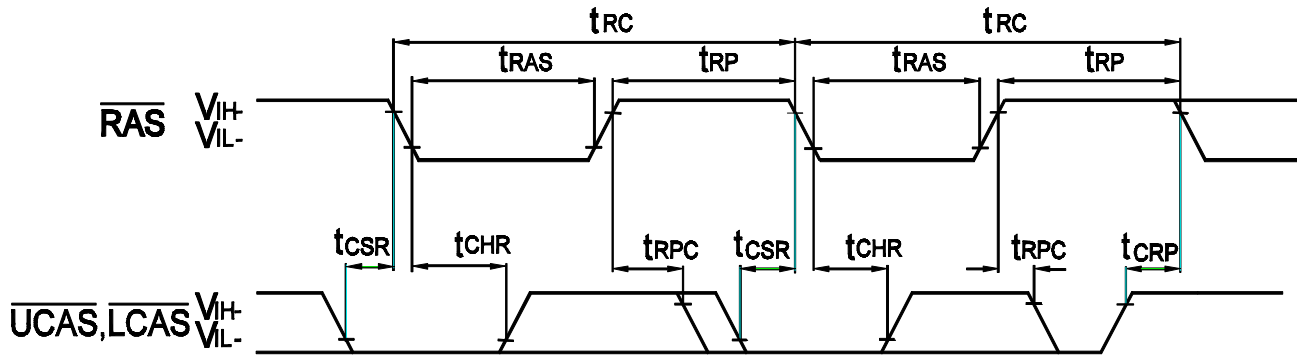 tRC tRC
tRAS tRP tRAS tRP
RAS VIH-
VIL-
tCSR tCHR tRPC tCSR tCHR tRPC tCRP
UCAS,LCAS VIH-
VIL-